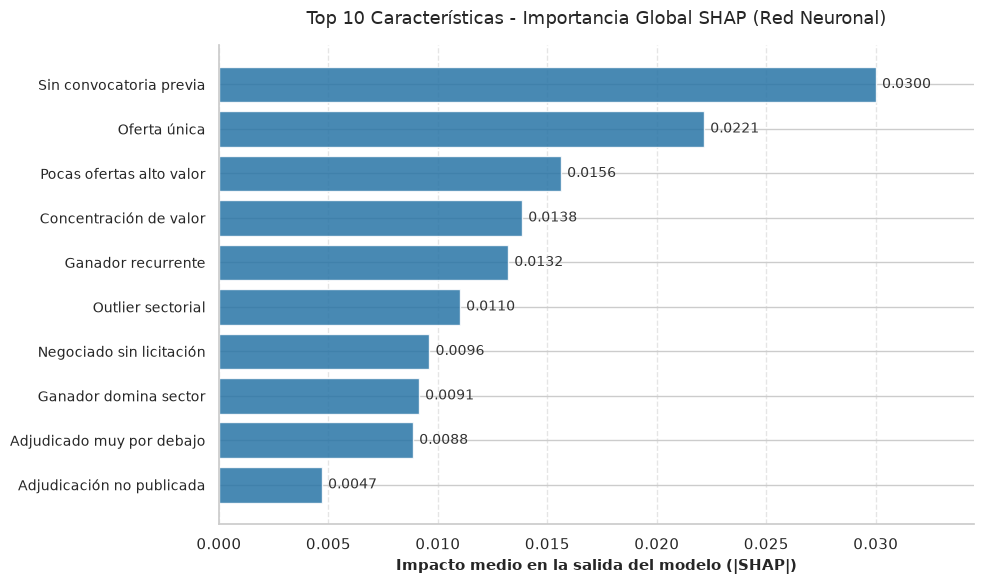 Top 10 Características - Importancia Global SHAP (Red Neuronal)
Sin convocatoria previa 0.0300
Oferta única 0.0221
Pocas ofertas alto valor 0.0156
Concentración de valor 0.0138
Ganador recurrente 0.0132
Outlier sectorial 0.0110
Negociado sin licitación 0.0096
Ganador domina sector 0.0091
Adjudicado muy por debajo 0.0088
Adjudicación no publicada 0.0047
0.000 0.005 0.010 0.015 0.020 0.025 0.030
Impacto medio en la salida del modelo (|SHAP|)